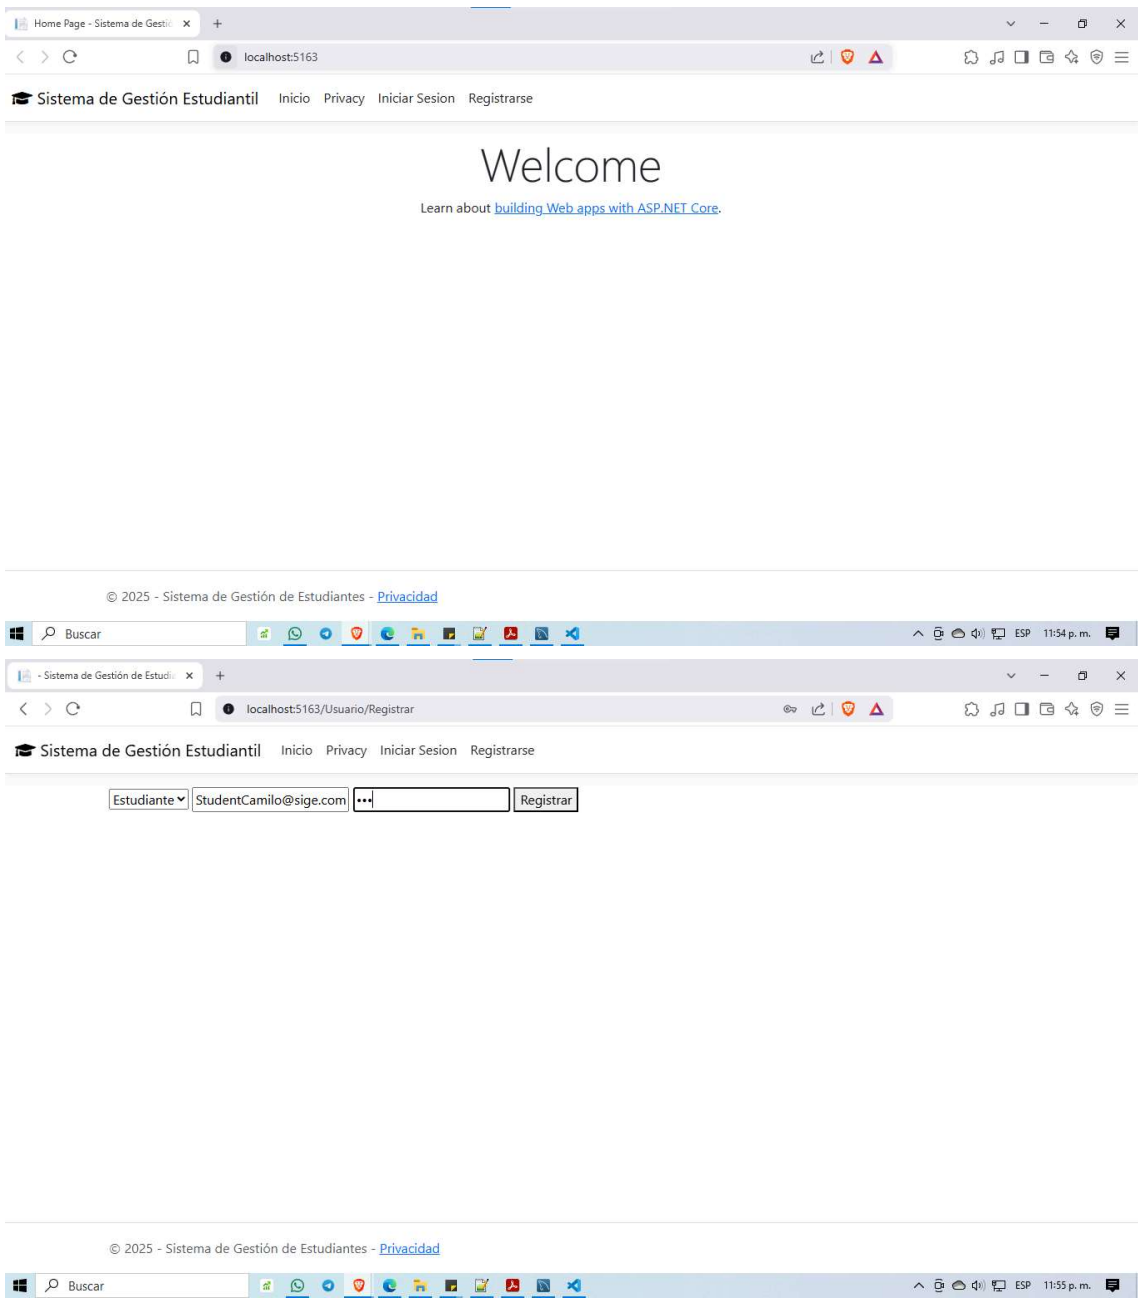 Home Page - Sistema de Gestió
localhost:5163
Sistema de Gestión Estudiantil Inicio Privacy Iniciar Sesion Registrarse
Welcome
Learn about building Web apps with ASP.NET Core.
© 2025 - Sistema de Gestión de Estudiantes - Privacidad
Buscar ESP 11:54 p. m.
- Sistema de Gestión de Estudi
localhost:5163/Usuario/Registrar
Sistema de Gestión Estudiantil Inicio Privacy Iniciar Sesion Registrarse
Estudiante StudentCamilo@sige.com ••• Registrar
© 2025 - Sistema de Gestión de Estudiantes - Privacidad
Buscar ESP 11:55 p. m.